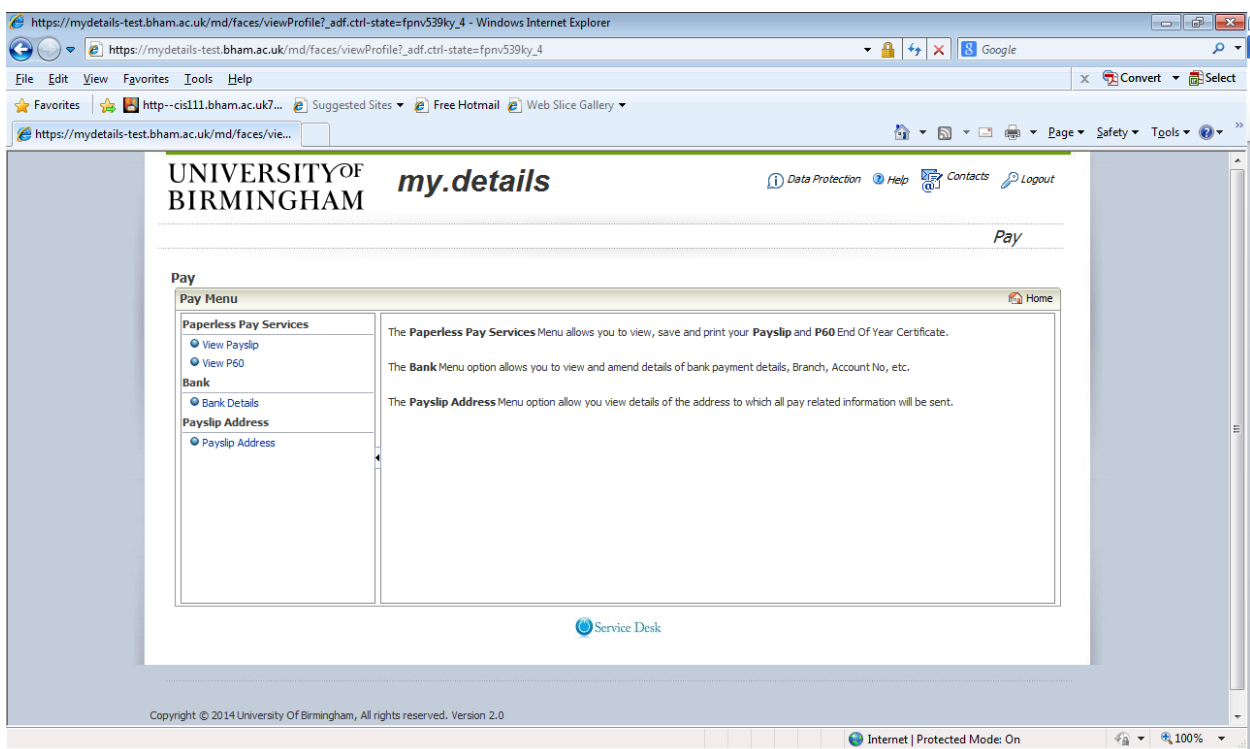 https://mydetails-test.bham.ac.uk/md/faces/viewProfile?_adf.ctrl-state=fpnv539ky_4 - Windows Internet Explorer
https://mydetails-test.bham.ac.uk/md/faces/viewProfile?_adf.ctrl-state=fpnv539ky_4 Google
File Edit View Favorites Tools Help x Convert Select
Favorites http--cis111.bham.ac.uk7... Suggested Sites Free Hotmail Web Slice Gallery
https://mydetails-test.bham.ac.uk/md/faces/vie... Page Safety Tools
UNIVERSITY OF
BIRMINGHAM
my.details
Data Protection Help Contacts Logout
Pay
Pay
Pay Menu Home
Paperless Pay Services
View Payslip
View P60
Bank
Bank Details
Payslip Address
Payslip Address
The Paperless Pay Services Menu allows you to view, save and print your Payslip and P60 End Of Year Certificate.
The Bank Menu option allows you to view and amend details of bank payment details, Branch, Account No, etc.
The Payslip Address Menu option allow you view details of the address to which all pay related information will be sent.
Service Desk
Copyright © 2014 University Of Birmingham, All rights reserved. Version 2.0
Internet | Protected Mode: On 100%